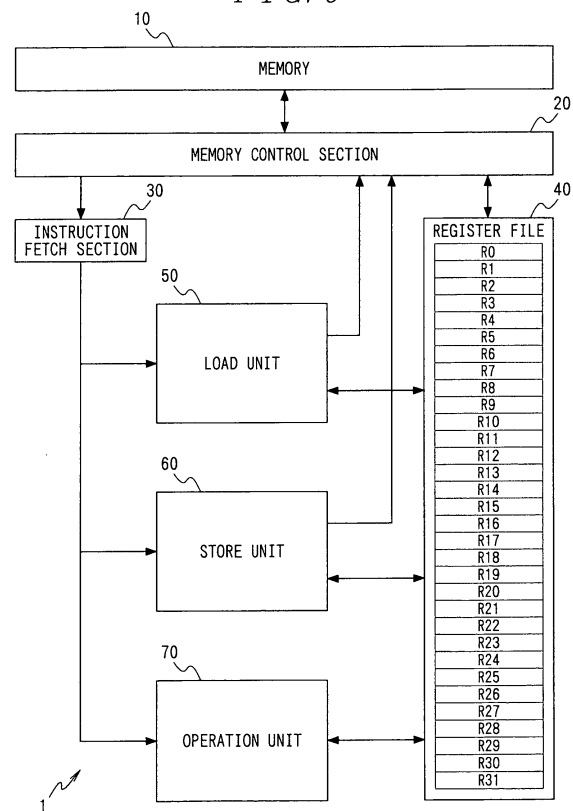 10
MEMORY
20
MEMORY CONTROL SECTION
30
INSTRUCTION
FETCH SECTION
40
REGISTER FILE
R0
R1
R2
R3
R4
R5
R6
R7
R8
R9
R10
R11
R12
R13
R14
R15
R16
R17
R18
R19
R20
R21
R22
R23
R24
R25
R26
R27
R28
R29
R30
R31
50
LOAD UNIT
60
STORE UNIT
70
OPERATION UNIT
1